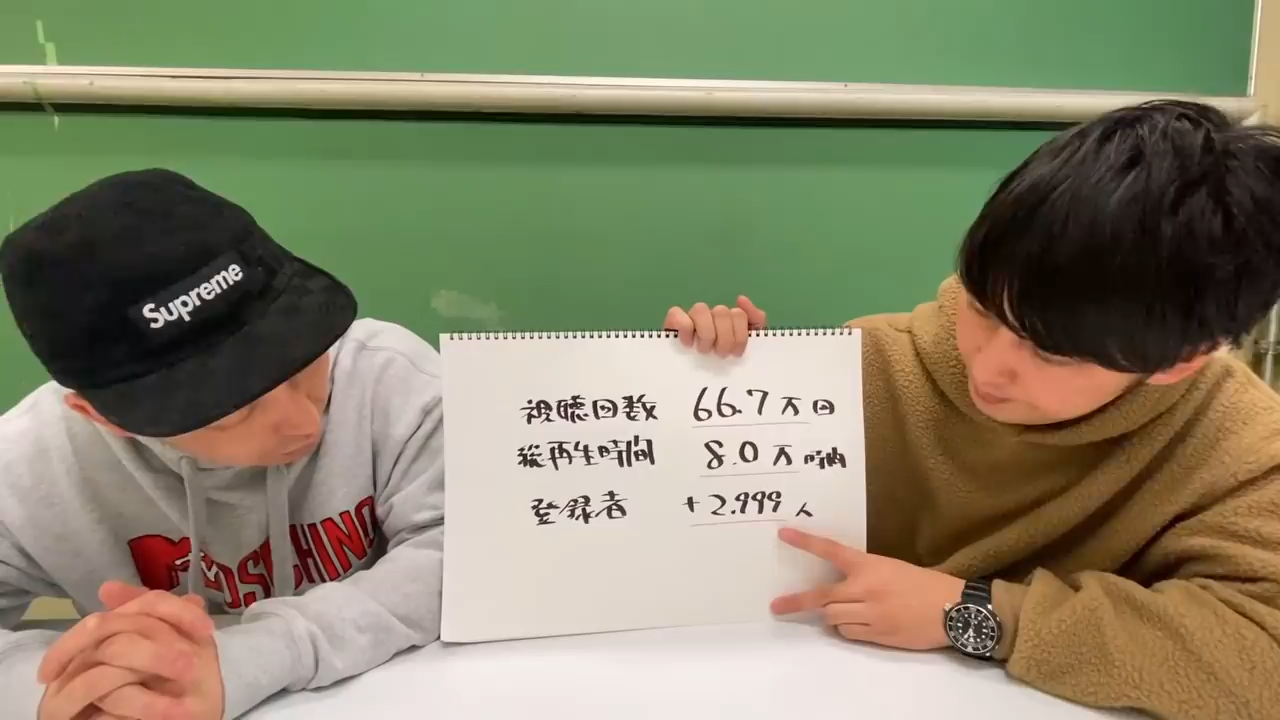 Supreme
MOSCHINO
視聴回数 66.7万回
総再生時間 8.0万時間
登録者 +2.999人